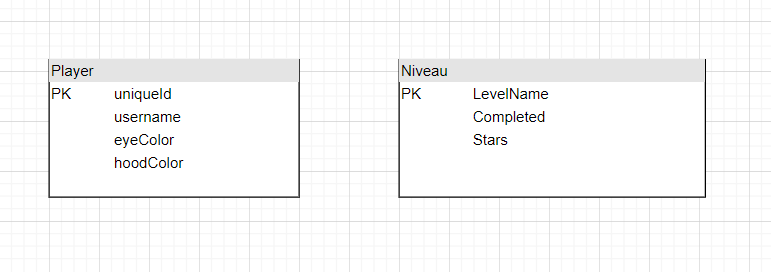 Player
PK uniqueId
username
eyeColor
hoodColor
Niveau
PK LevelName
Completed
Stars